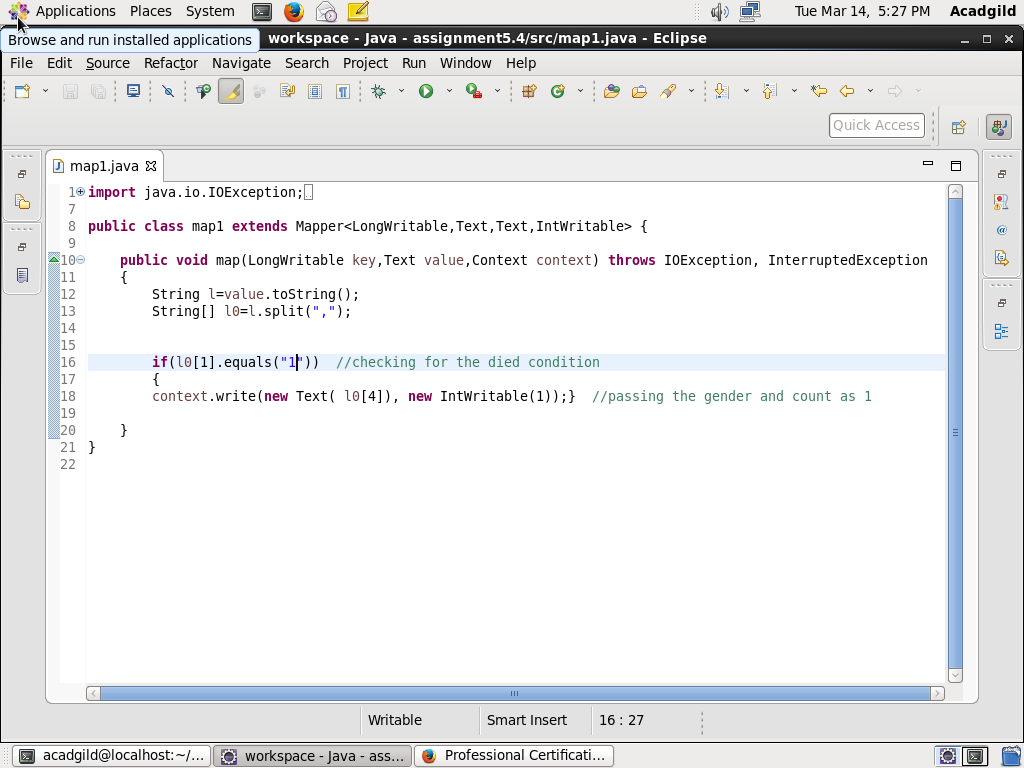 Applications Places System Tue Mar 14, 5:27 PM Acadgild
Browse and run installed applications
workspace - Java - assignment5.4/src/map1.java - Eclipse
File Edit Source Refactor Navigate Search Project Run Window Help
Quick Access
map1.java
1 import java.io.IOException;
7
8 public class map1 extends Mapper<LongWritable,Text,Text,IntWritable> {
9
10 public void map(LongWritable key,Text value,Context context) throws IOException, InterruptedException
11 {
12 String l=value.toString();
13 String[] l0=l.split(",");
14
15
16 if(l0[1].equals("1")) //checking for the died condition
17 {
18 context.write(new Text( l0[4]), new IntWritable(1));} //passing the gender and count as 1
19
20 }
21 }
22
Writable Smart Insert 16 : 27
acadgild@localhost:~/... workspace - Java - ass... Professional Certificati...